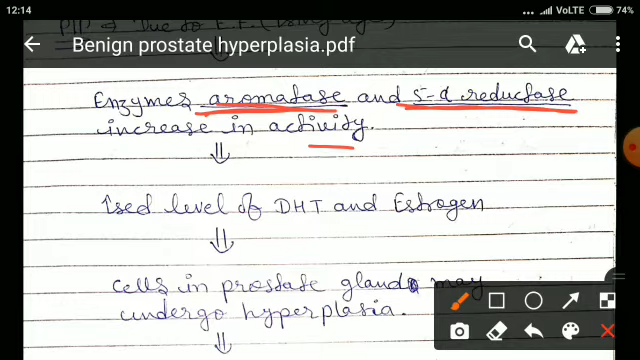 12:14
...
VoLTE
74%
Benign prostate hyperplasia.pdf
Enzymes aromatase and 5-α reductase
increase in activity.
⇓
↑sed level of DHT and Estrogen
⇓
cells in prostate gland may
undergo hyperplasia.
⇓